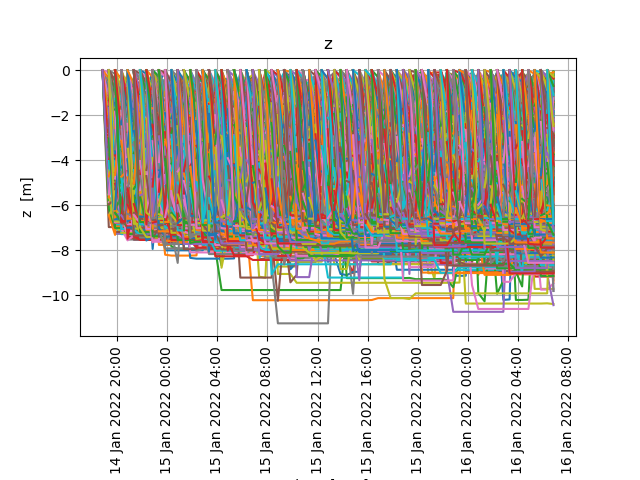 z
0
−2
−4
−6
−8
−10
z [m]
14 Jan 2022 20:00
15 Jan 2022 00:00
15 Jan 2022 04:00
15 Jan 2022 08:00
15 Jan 2022 12:00
15 Jan 2022 16:00
15 Jan 2022 20:00
16 Jan 2022 00:00
16 Jan 2022 04:00
16 Jan 2022 08:00